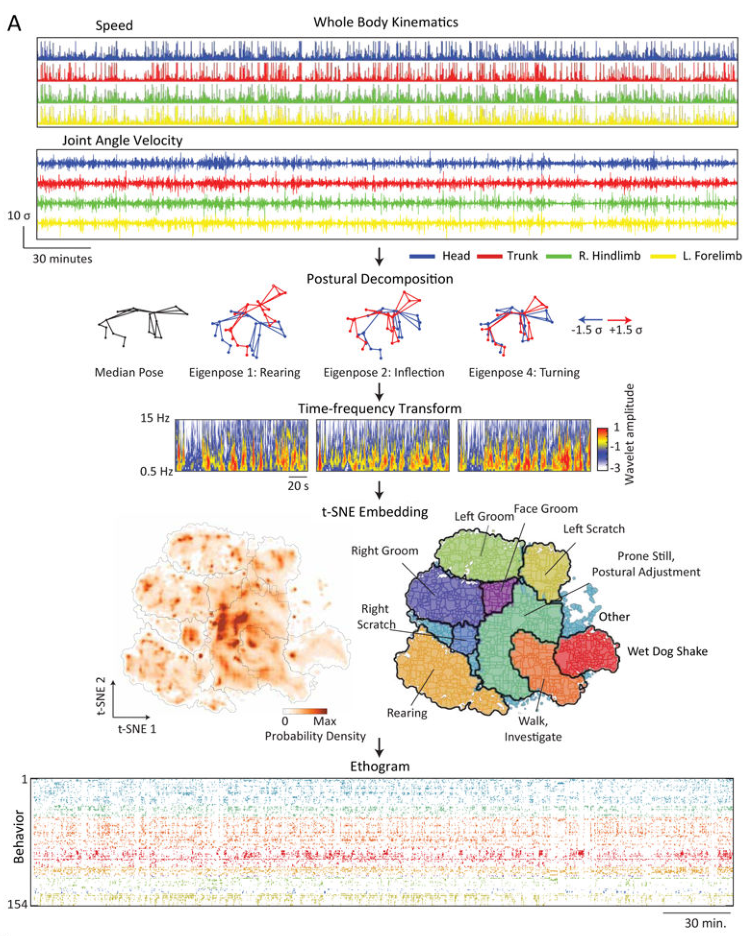 A
Whole Body Kinematics
Speed
Joint Angle Velocity
10 σ
30 minutes
Head Trunk R. Hindlimb L. Forelimb
Postural Decomposition
-1.5 σ +1.5 σ
Median Pose Eigenpose 1: Rearing Eigenpose 2: Inflection Eigenpose 4: Turning
Time-frequency Transform
15 Hz
0.5 Hz
20 s
1
-1
-3
Wavelet amplitude
t-SNE Embedding
Left Groom
Face Groom
Left Scratch
Right Groom
Prone Still,
Postural Adjustment
Right
Scratch
Other
Wet Dog Shake
Rearing
Walk,
Investigate
t-SNE 2
t-SNE 1
0 Max
Probability Density
Ethogram
1
Behavior
154
30 min.